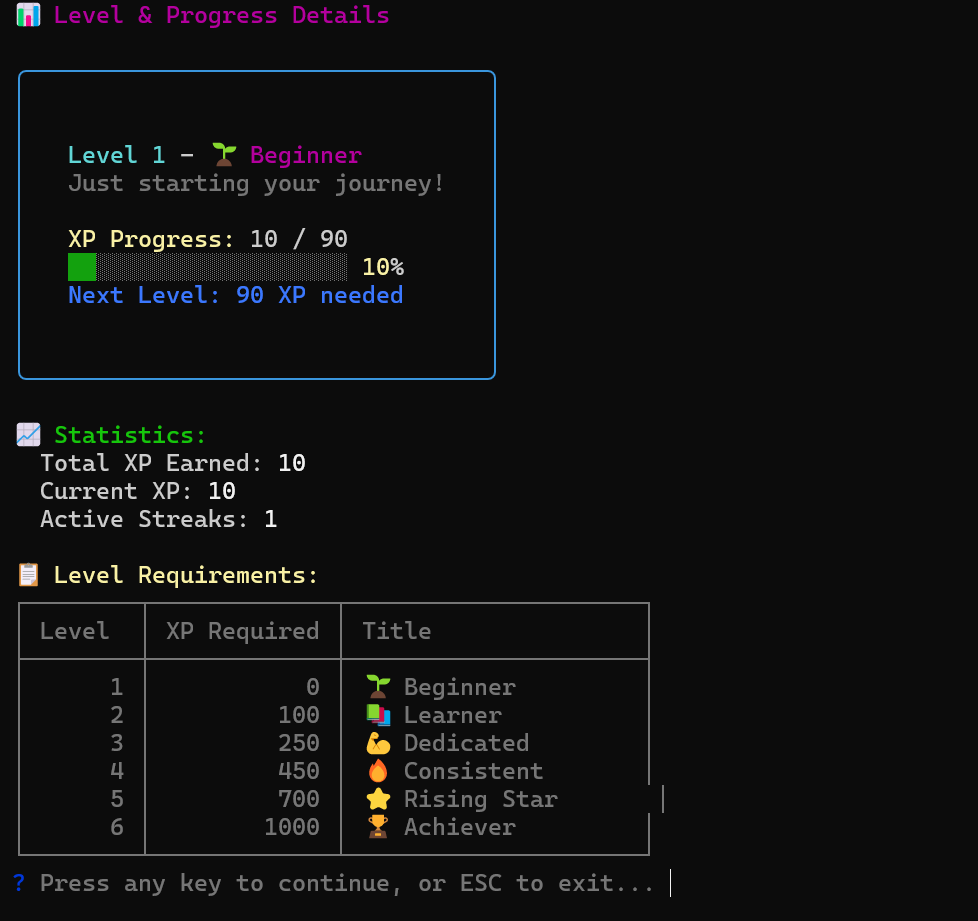 📊 Level & Progress Details
Level 1 - 🌱 Beginner
Just starting your journey!
XP Progress: 10 / 90
10%
Next Level: 90 XP needed
📈 Statistics:
Total XP Earned: 10
Current XP: 10
Active Streaks: 1
📋 Level Requirements:
Level XP Required Title
1 0 🌱 Beginner
2 100 📚 Learner
3 250 💪 Dedicated
4 450 🔥 Consistent
5 700 ⭐ Rising Star
6 1000 🏆 Achiever
? Press any key to continue, or ESC to exit...